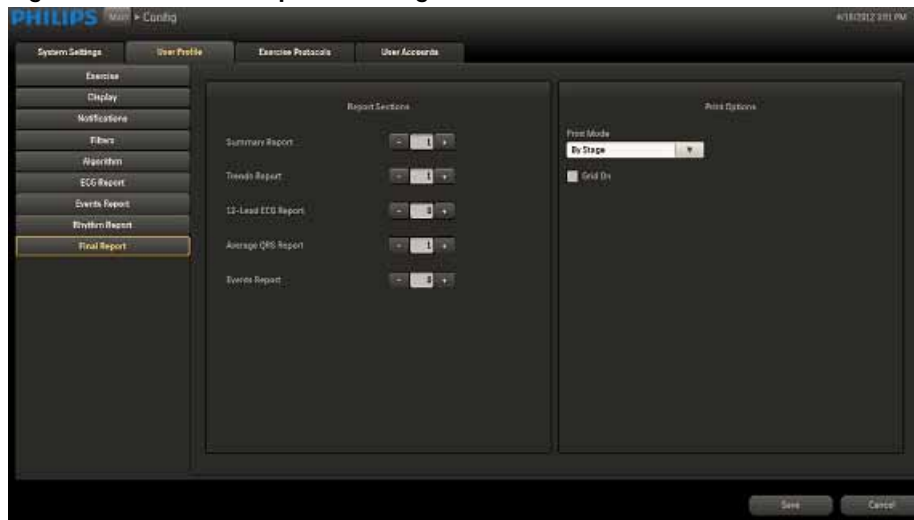 PHILIPS Main ▸ Config
4/18/2012 3:01 PM
System Settings User Profile Exercise Protocols User Accounts
Exercise
Display
Notifications
Filters
Algorithm
ECG Report
Events Report
Rhythm Report
Final Report
Report Sections
Summary Report - 1 +
Trends Report - 1 +
12-Lead ECG Report - +
Average QRS Report - 1 +
Events Report - +
Print Options
Print Mode
By Stage
Grid On
Save Cancel